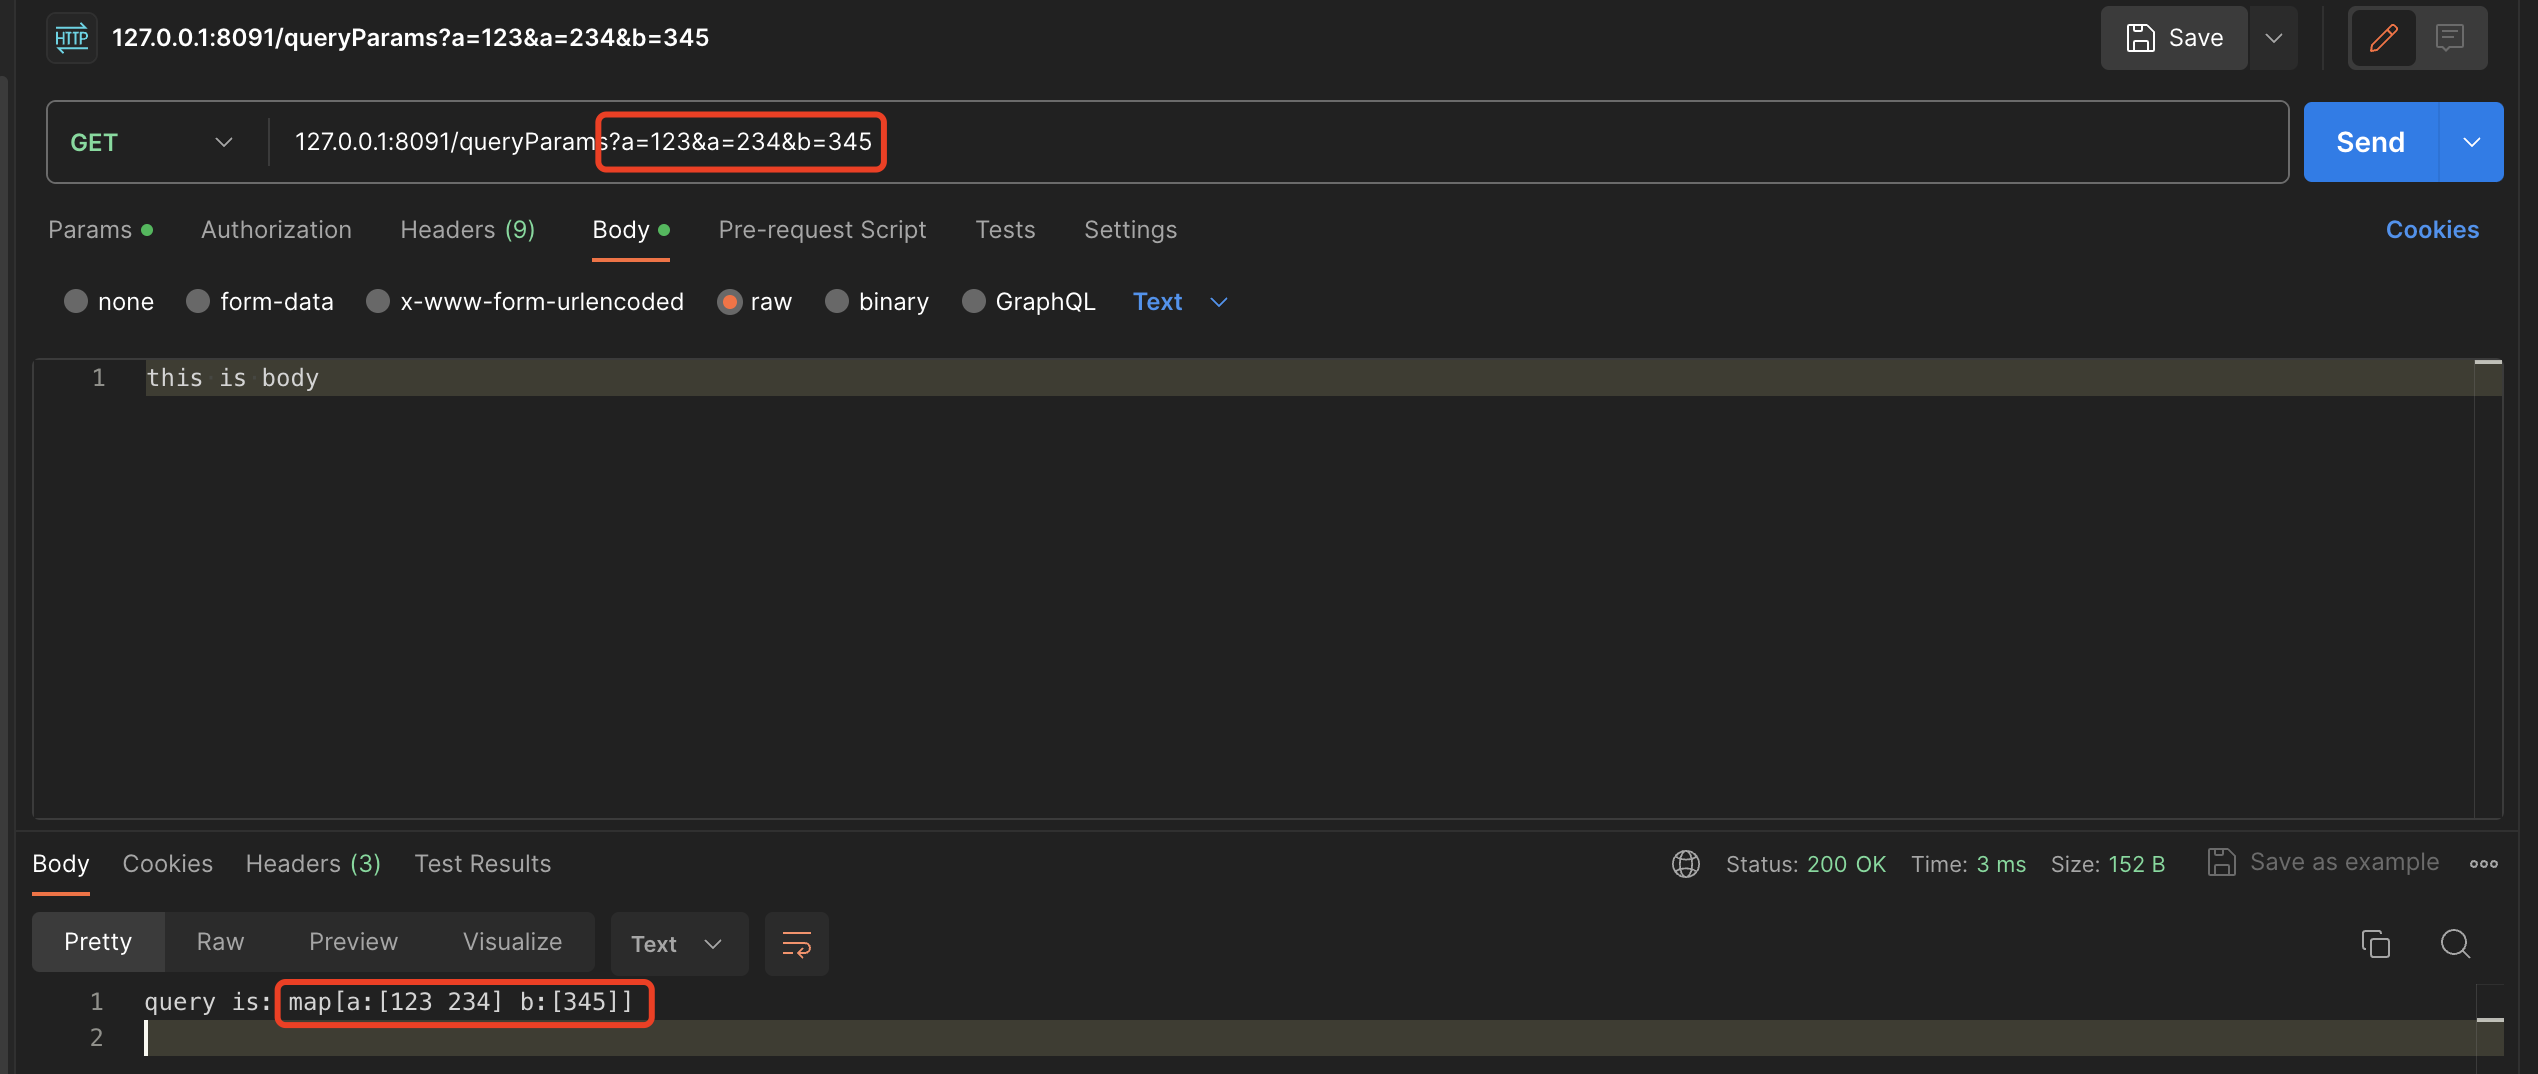 HTTP 127.0.0.1:8091/queryParams?a=123&a=234&b=345 Save
GET 127.0.0.1:8091/queryParams?a=123&a=234&b=345 Send
Params Authorization Headers (9) Body Pre-request Script Tests Settings Cookies
none form-data x-www-form-urlencoded raw binary GraphQL Text
1 this is body
Body Cookies Headers (3) Test Results Status: 200 OK Time: 3 ms Size: 152 B Save as example
Pretty Raw Preview Visualize Text
1 query is: map[a:[123 234] b:[345]]
2